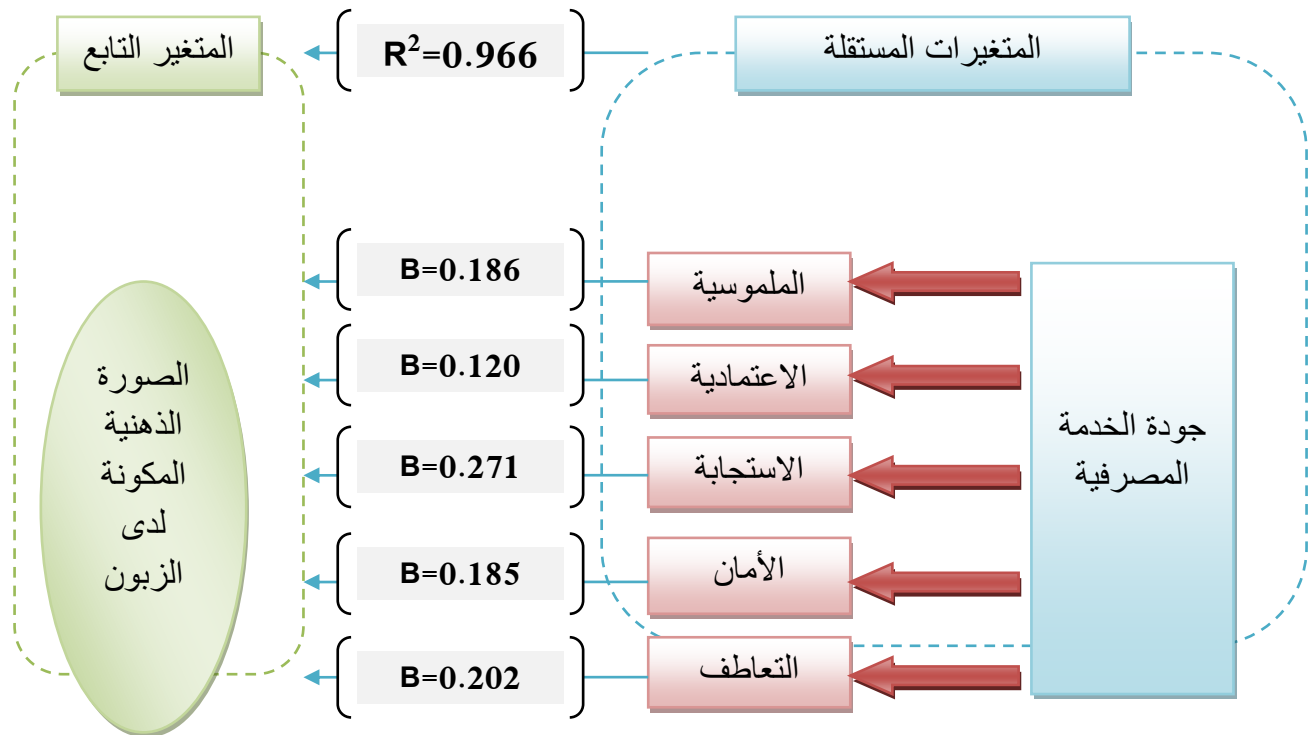 المتغيرات المستقلة
R²=0.966
المتغير التابع
جودة الخدمة
المصرفية
الملموسية
B=0.186
الاعتمادية
B=0.120
الاستجابة
B=0.271
الأمان
B=0.185
التعاطف
B=0.202
الصورة
الذهنية
المكونة
لدى
الزبون